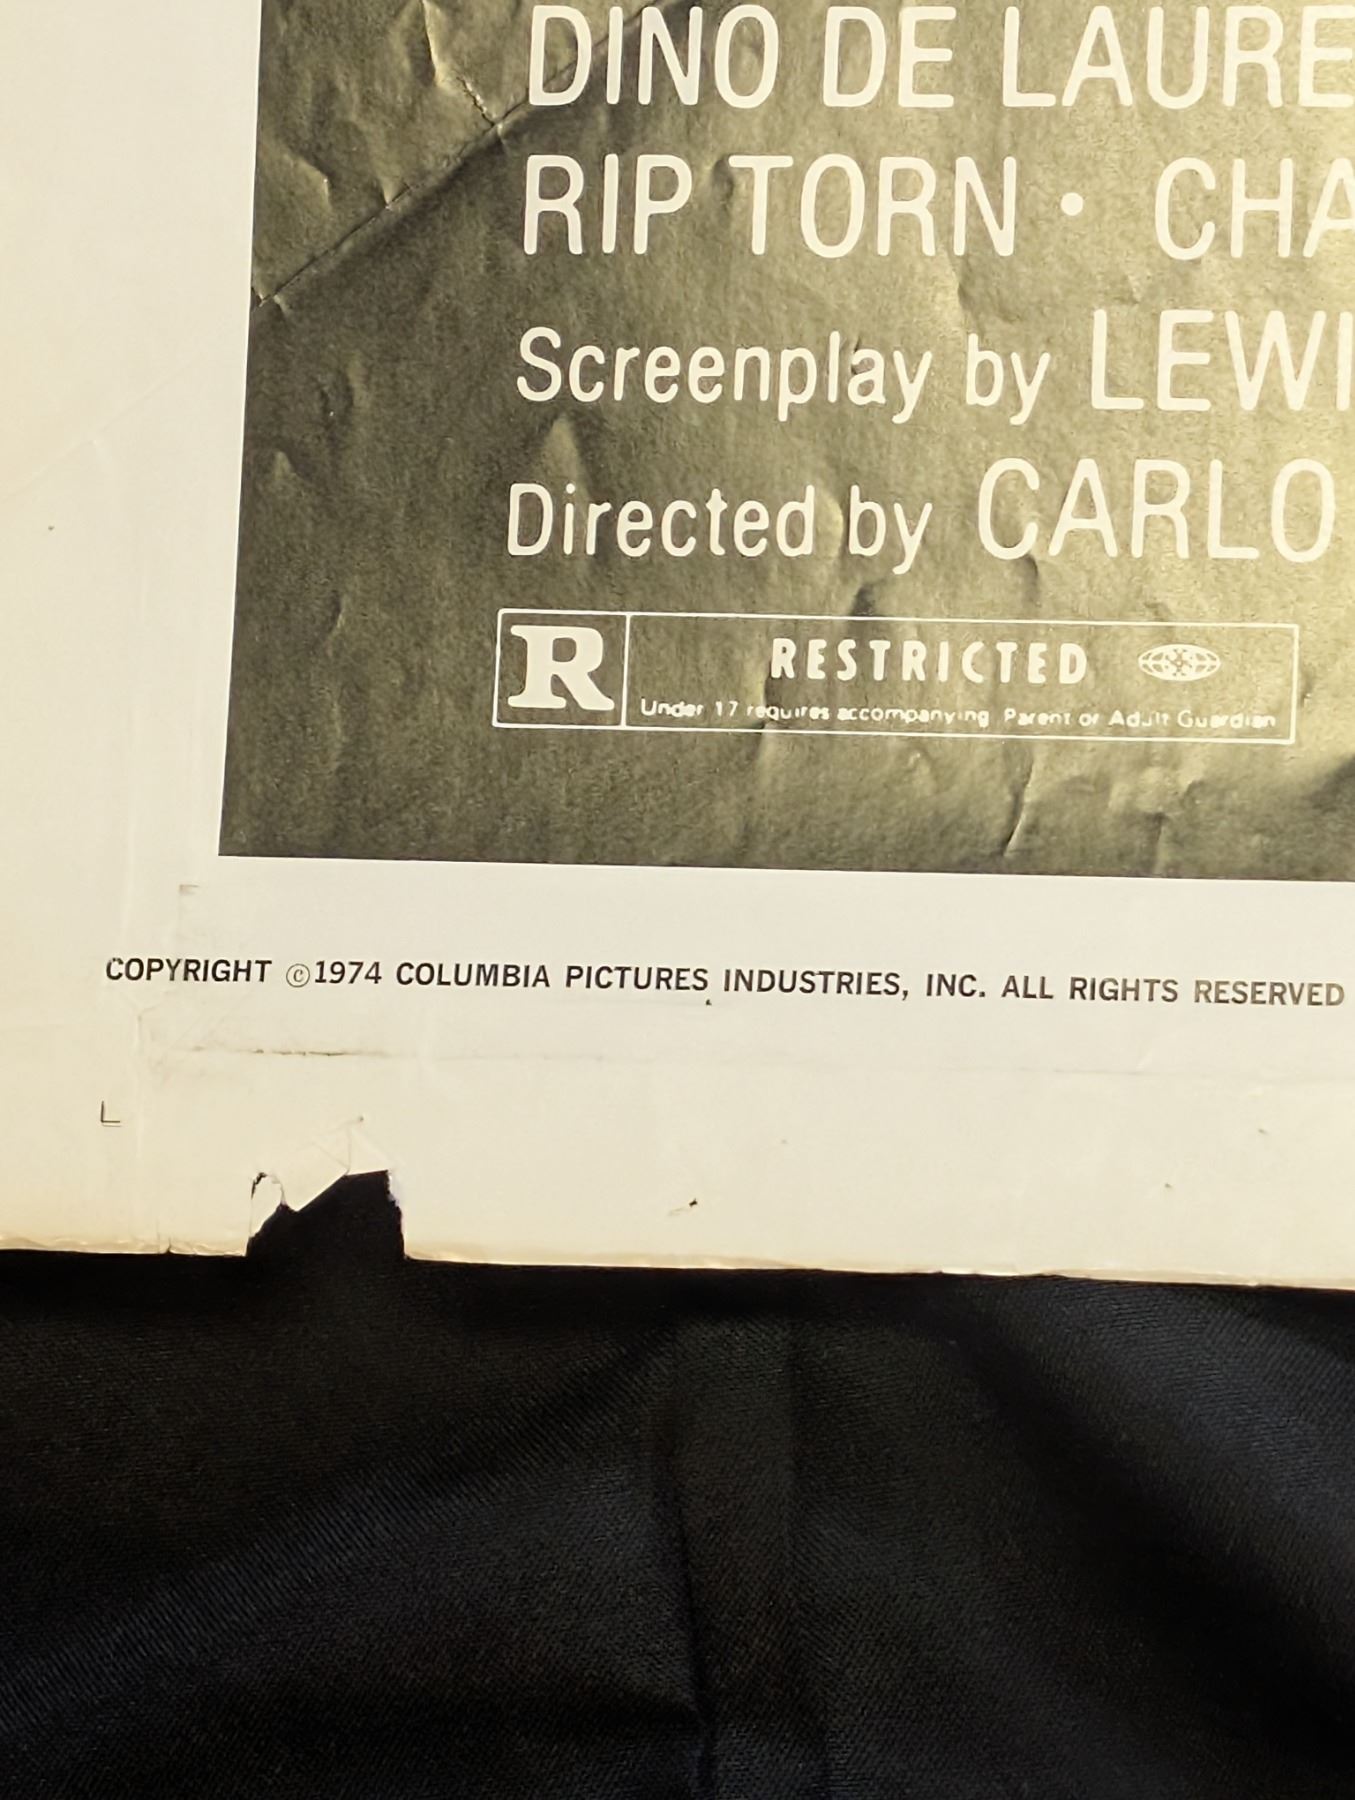 DINO DE LAURE
RIP TORN • CHA
Screenplay by LEWI
Directed by CARLO
R RESTRICTED
Under 17 requires accompanying Parent or Adult Guardian
COPYRIGHT ©1974 COLUMBIA PICTURES INDUSTRIES, INC. ALL RIGHTS RESERVED